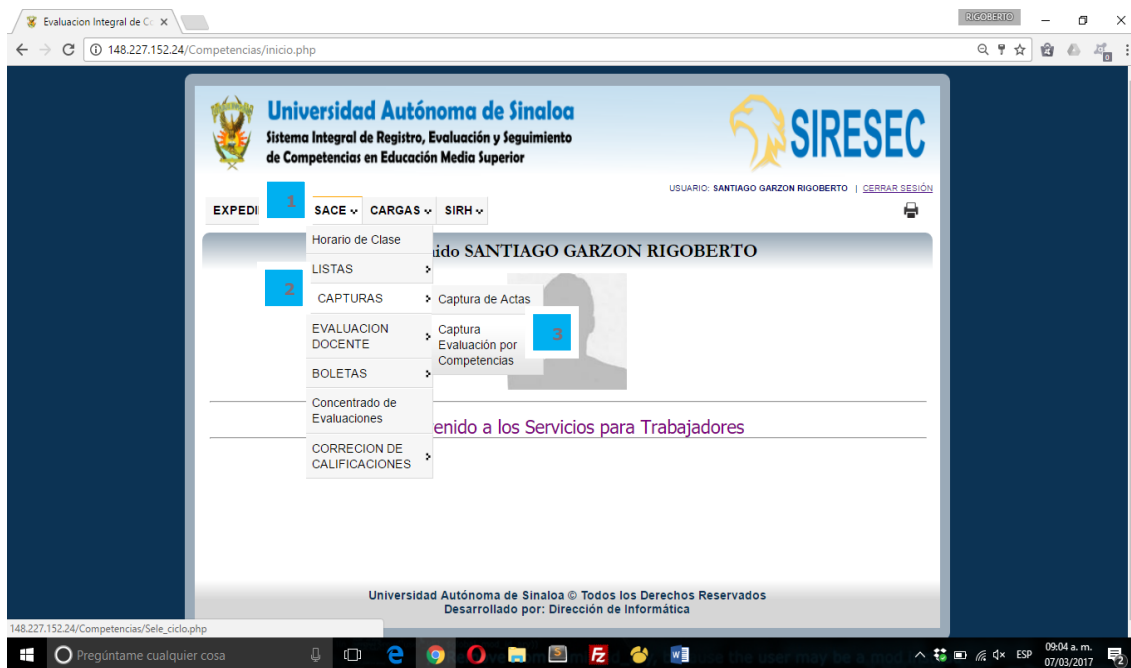 Evaluacion Integral de Co
RIGOBERTO
148.227.152.24/Competencias/inicio.php
Universidad Autónoma de Sinaloa
Sistema Integral de Registro, Evaluación y Seguimiento
de Competencias en Educación Media Superior
SIRESEC
USUARIO: SANTIAGO GARZON RIGOBERTO | CERRAR SESIÓN
EXPEDI 1 SACE CARGAS SIRH
nido SANTIAGO GARZON RIGOBERTO
Horario de Clase
LISTAS
2 CAPTURAS
Captura de Actas
Captura
Evaluación por
Competencias
3
EVALUACION
DOCENTE
BOLETAS
Concentrado de
Evaluaciones
CORRECION DE
CALIFICACIONES
enido a los Servicios para Trabajadores
Universidad Autónoma de Sinaloa © Todos los Derechos Reservados
Desarrollado por: Dirección de Informática
148.227.152.24/Competencias/Sele_ciclo.php
Pregúntame cualquier cosa
ESP
09:04 a. m.
07/03/2017
2